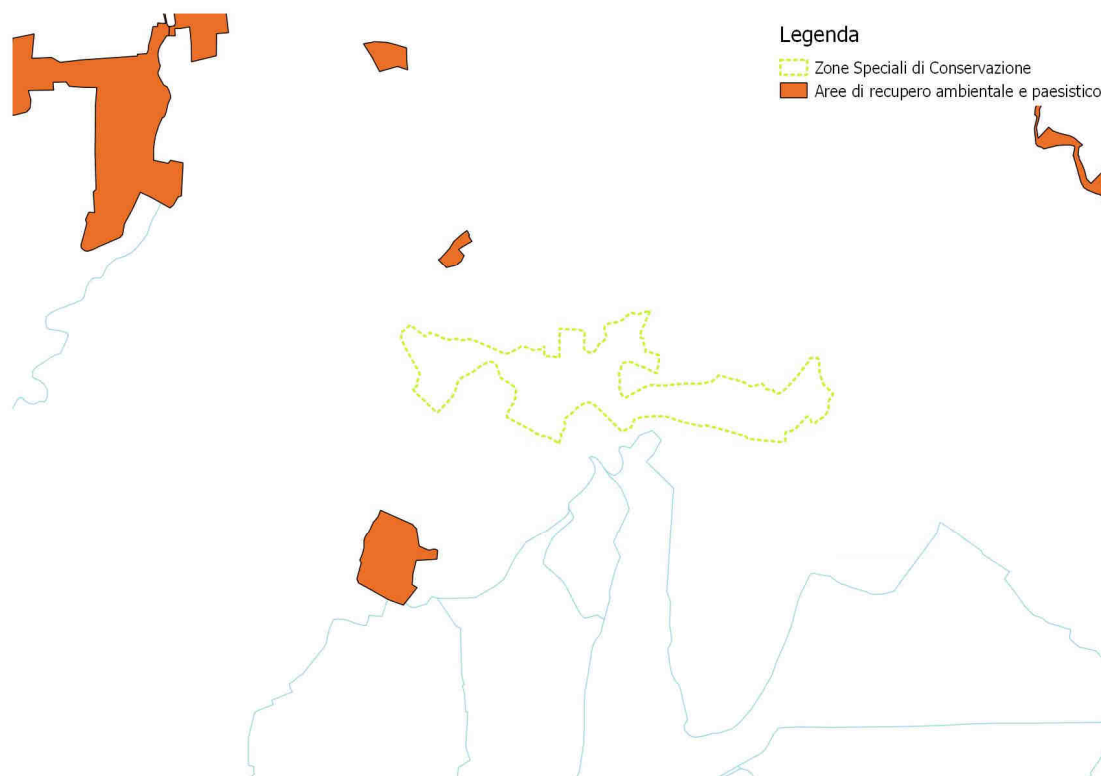 Legenda
Zone Speciali di Conservazione
Aree di recupero ambientale e paesistico